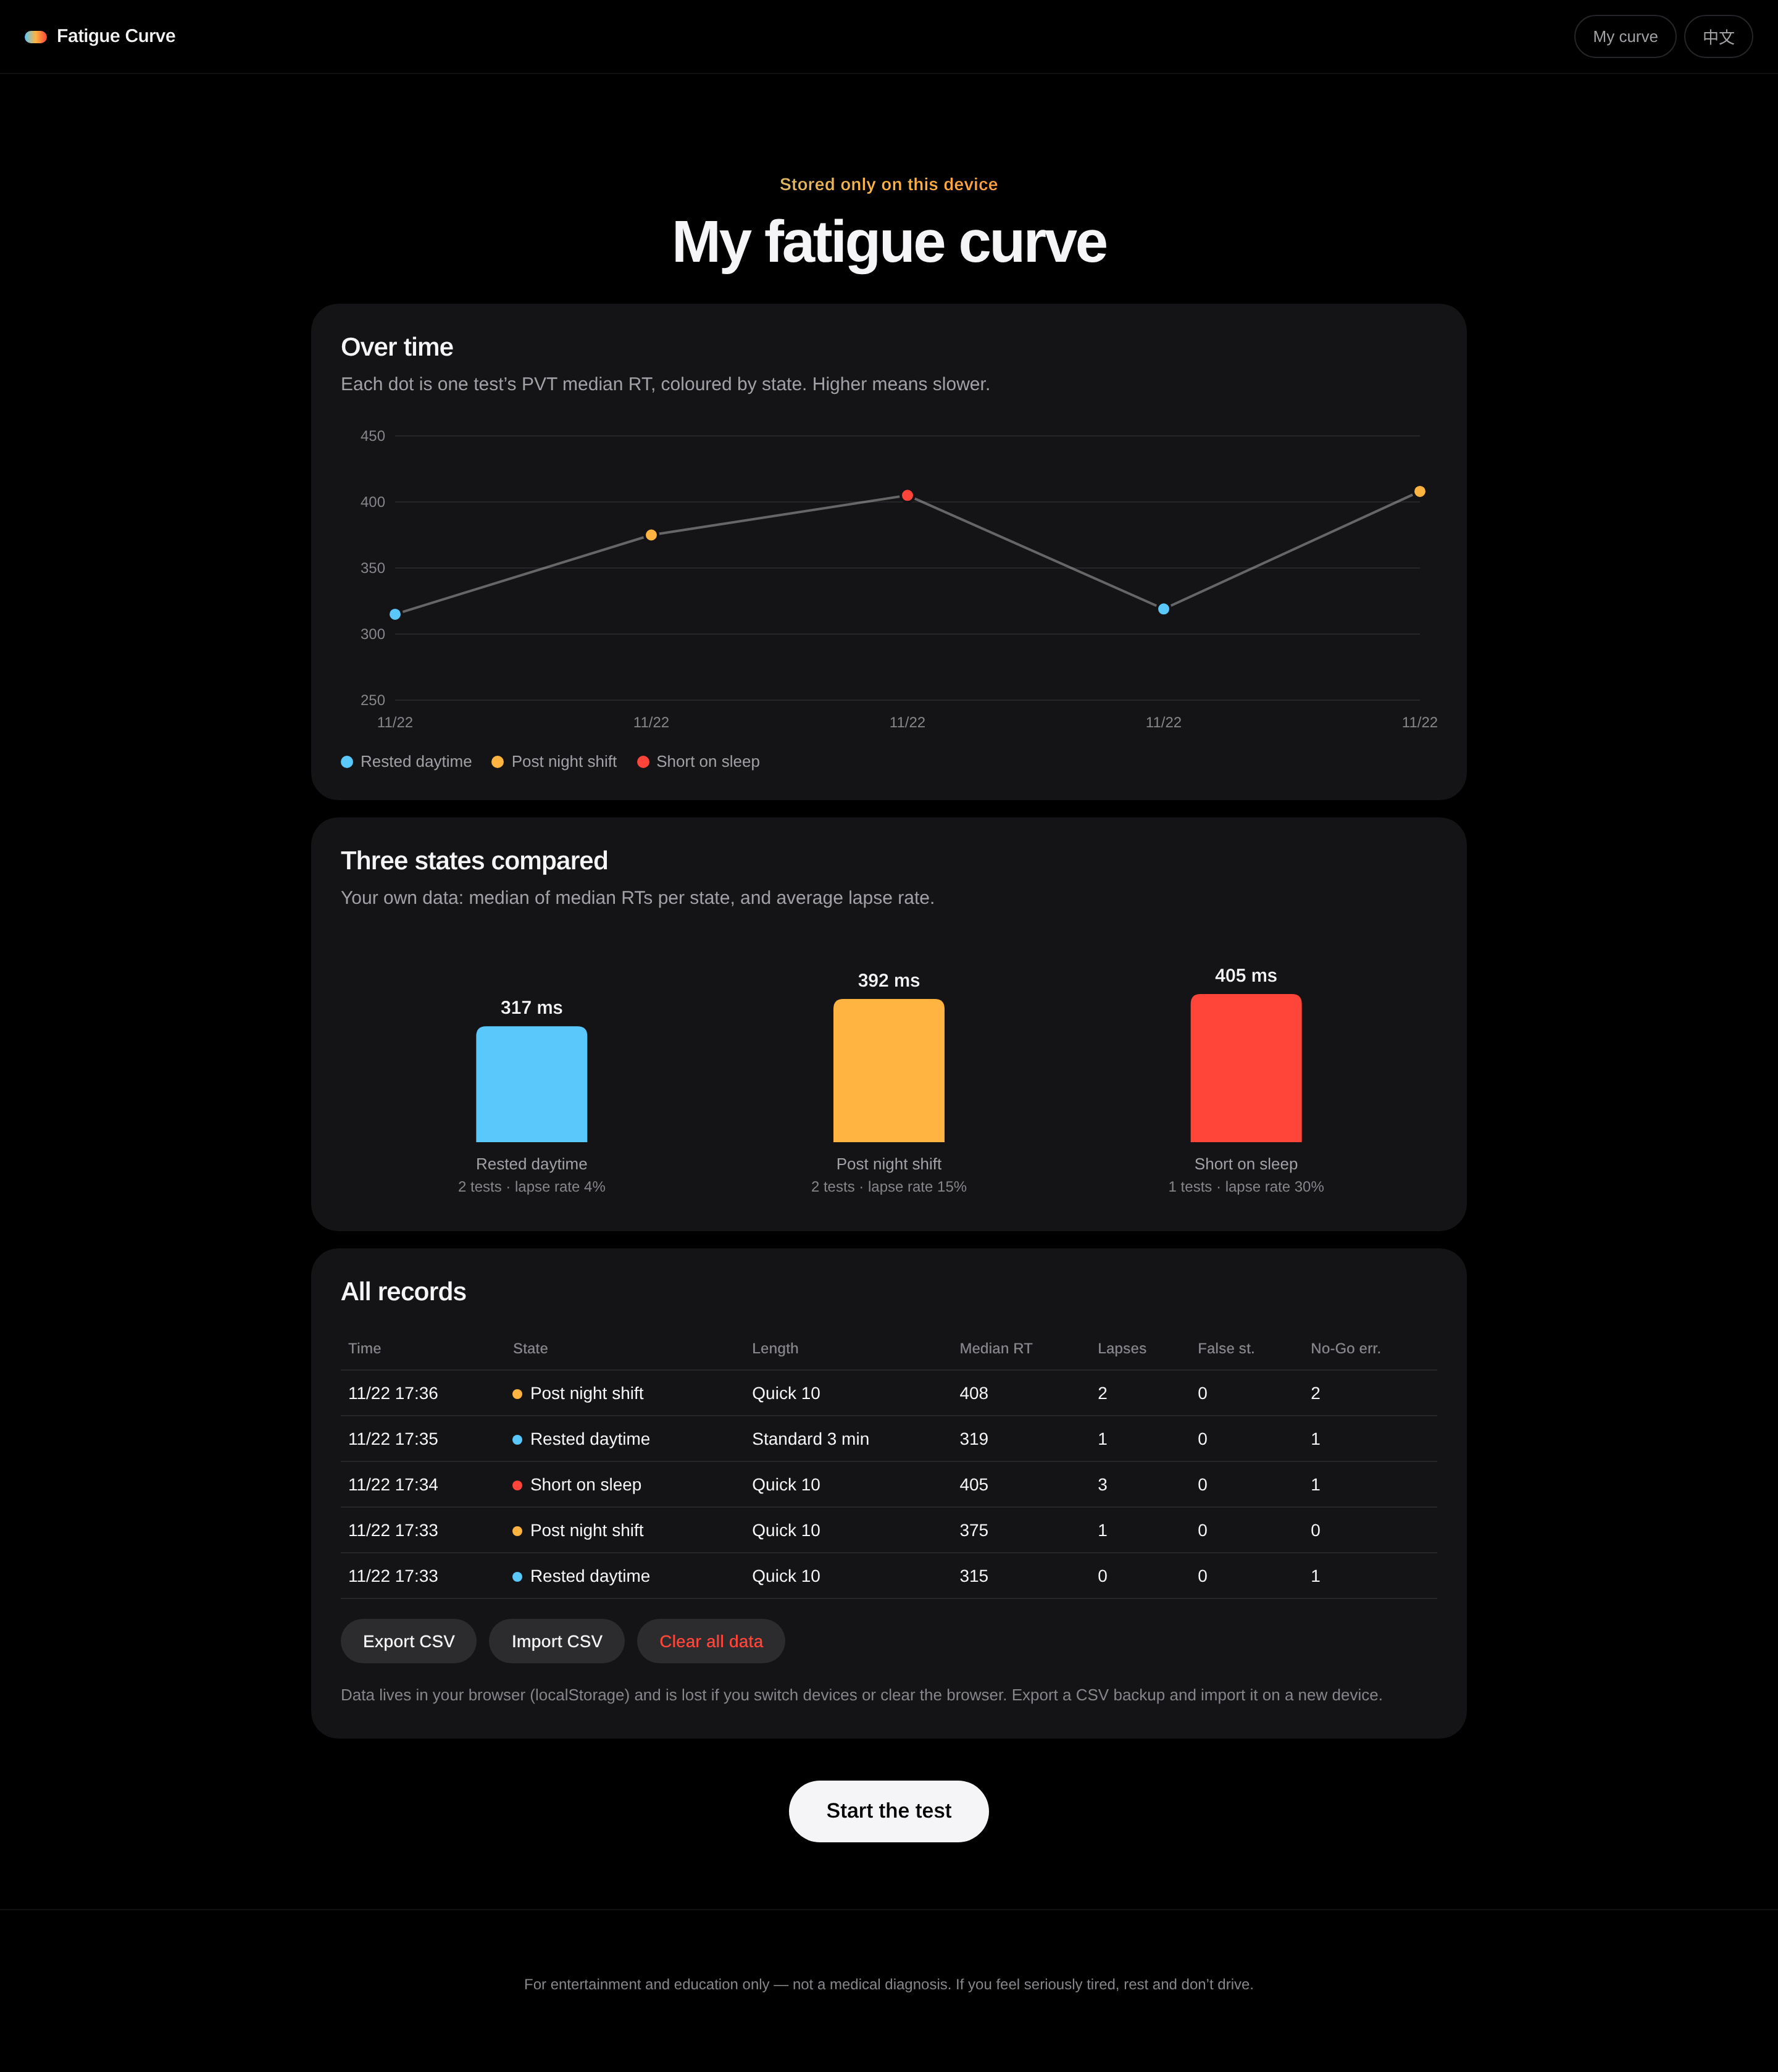 Fatigue Curve
My curve
中文
Stored only on this device
My fatigue curve
Over time
Each dot is one test’s PVT median RT, coloured by state. Higher means slower.
450
400
350
300
250
11/22 11/22 11/22 11/22 11/22
Rested daytime Post night shift Short on sleep
Three states compared
Your own data: median of median RTs per state, and average lapse rate.
317 ms 392 ms 405 ms
Rested daytime Post night shift Short on sleep
2 tests · lapse rate 4% 2 tests · lapse rate 15% 1 tests · lapse rate 30%
All records
Time State Length Median RT Lapses False st. No-Go err.
11/22 17:36 Post night shift Quick 10 408 2 0 2
11/22 17:35 Rested daytime Standard 3 min 319 1 0 1
11/22 17:34 Short on sleep Quick 10 405 3 0 1
11/22 17:33 Post night shift Quick 10 375 1 0 0
11/22 17:33 Rested daytime Quick 10 315 0 0 1
Export CSV Import CSV Clear all data
Data lives in your browser (localStorage) and is lost if you switch devices or clear the browser. Export a CSV backup and import it on a new device.
Start the test
For entertainment and education only — not a medical diagnosis. If you feel seriously tired, rest and don’t drive.